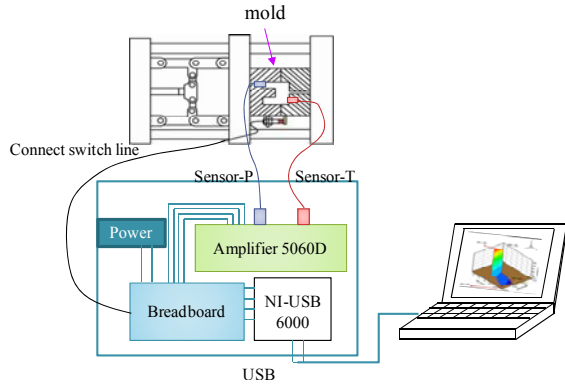 mold
Connect switch line
Sensor-P
Sensor-T
Power
Amplifier 5060D
Breadboard
NI-USB
6000
USB